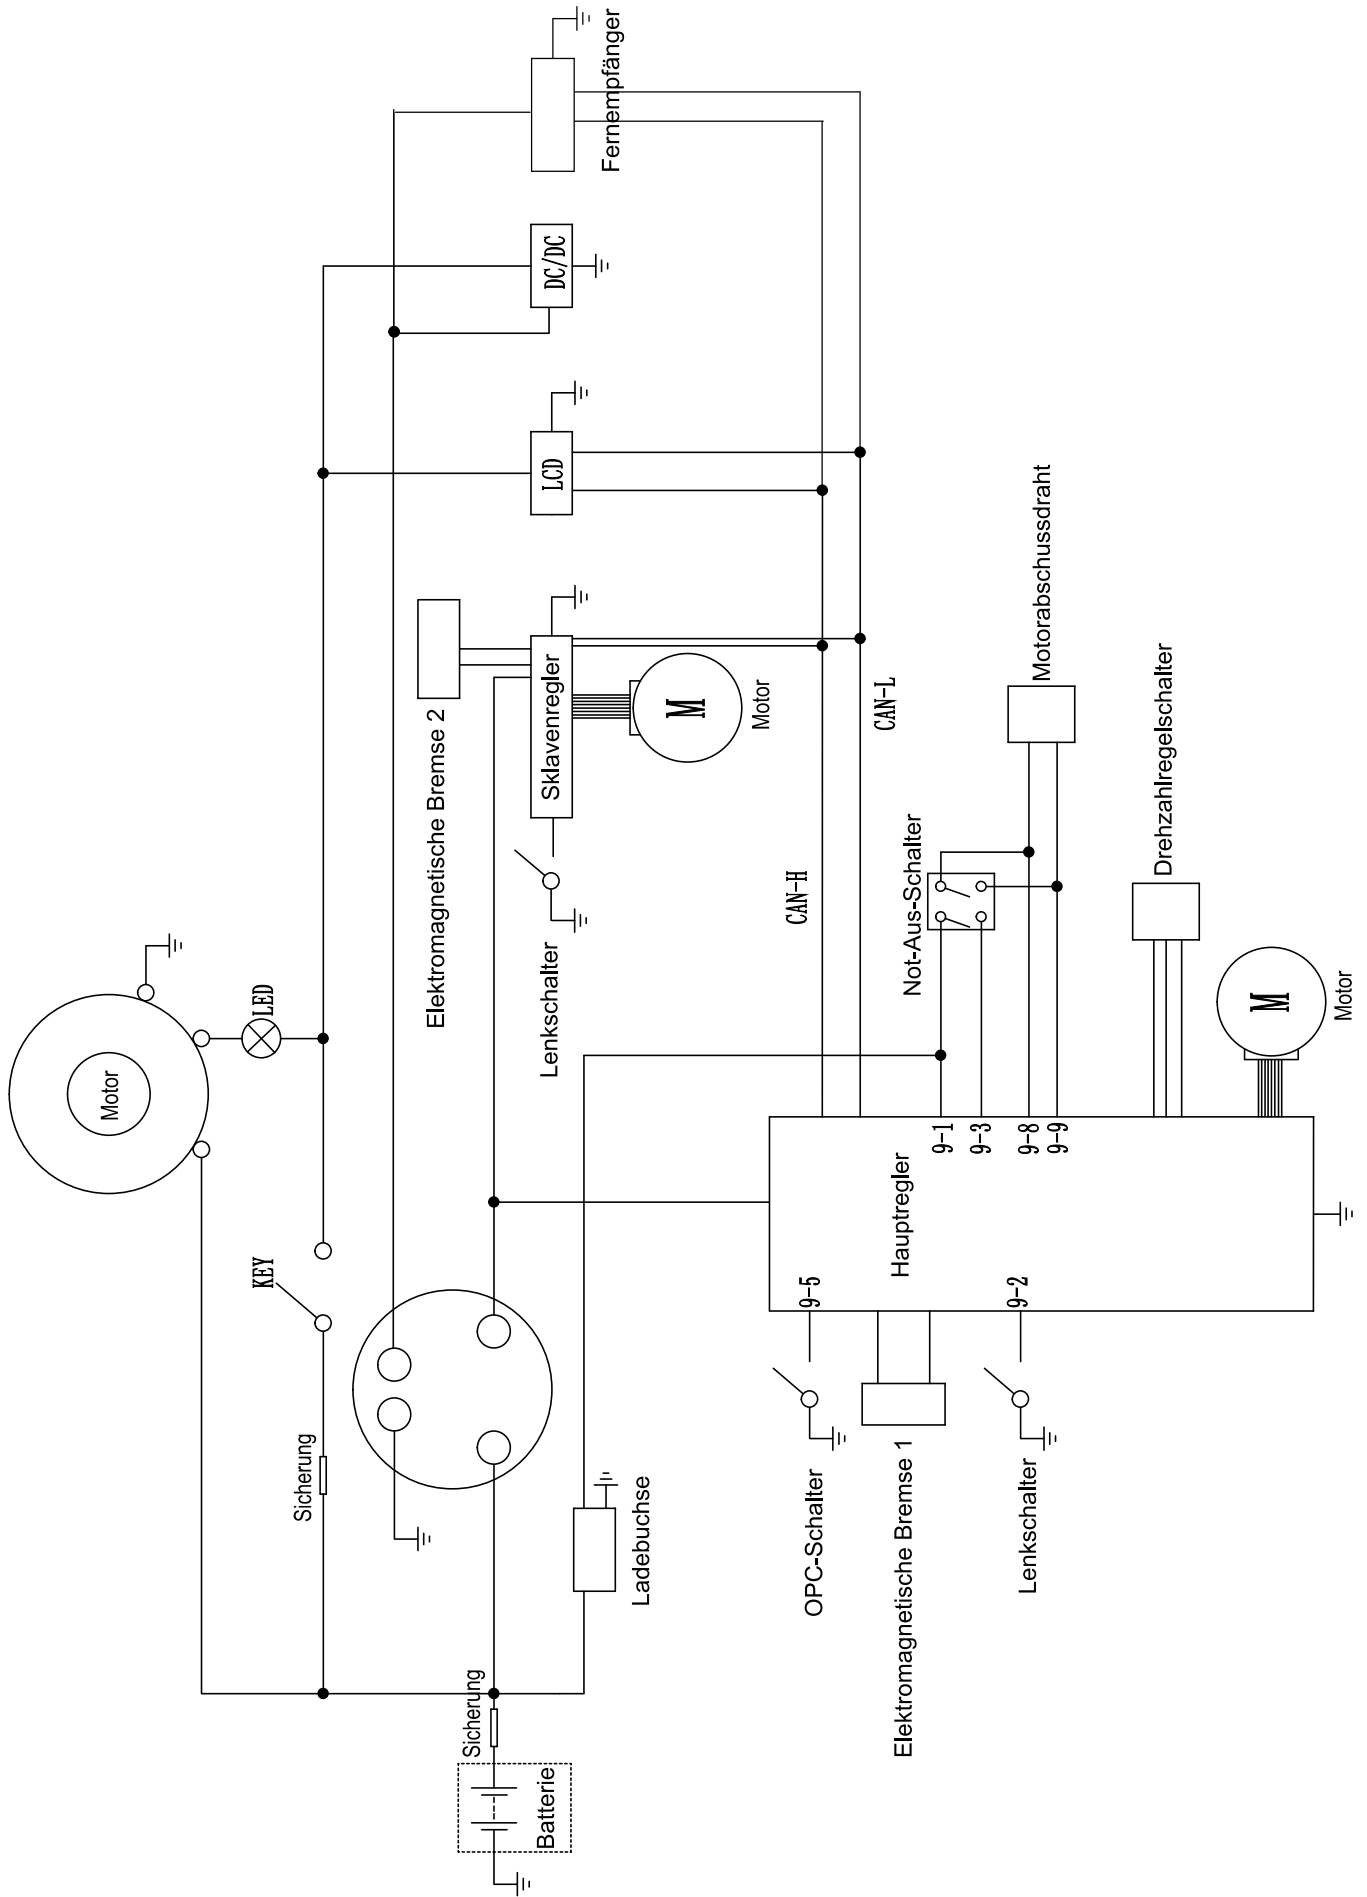 Motor
LED
KEY
Sicherung
Sicherung
Batterie
Ladebuchse
Elektromagnetische Bremse 2
Lenkschalter
Sklavenregler
M
Motor
LCD
DC/DC
Fernempfänger
CAN-H
CAN-L
Not-Aus-Schalter
Motorabschussdraht
Drehzahlregelschalter
M
Motor
Hauptregler
9-1
9-3
9-8
9-9
9-5
9-2
OPC-Schalter
Elektromagnetische Bremse 1
Lenkschalter